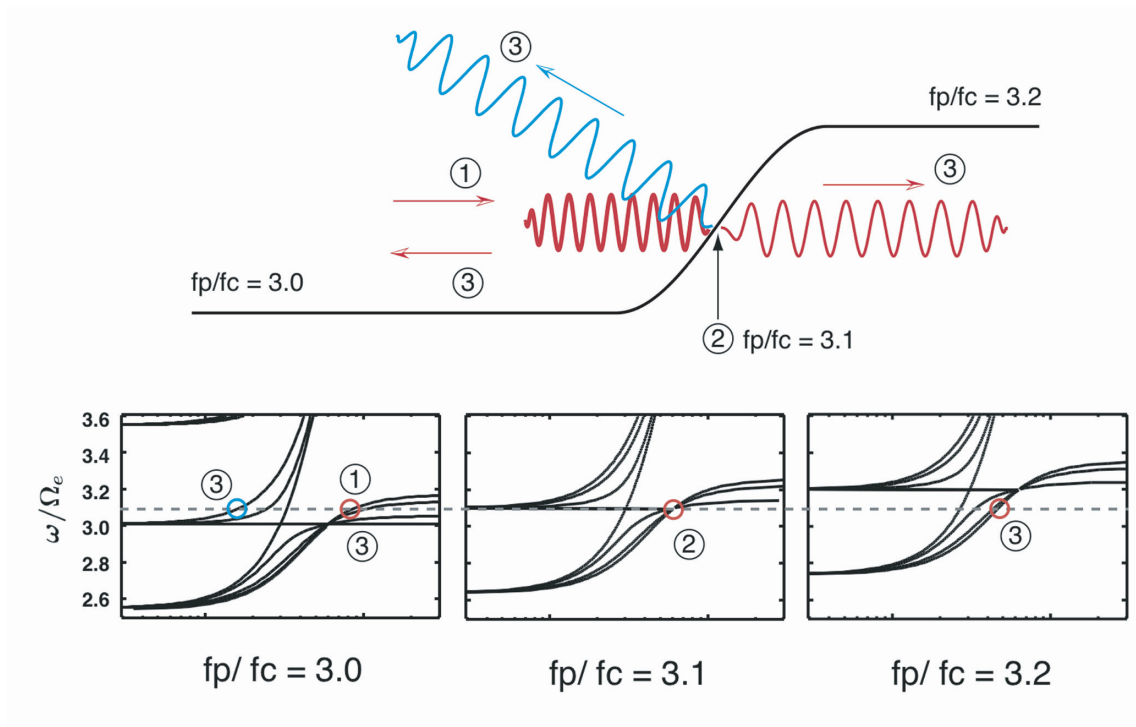 ③
fp/fc = 3.2
①
③
fp/fc = 3.0
③
② fp/fc = 3.1
ω/Ωₑ
3.6
3.4
3.2
3.0
2.8
2.6
③
①
③
②
③
fp/ fc = 3.0
fp/ fc = 3.1
fp/ fc = 3.2